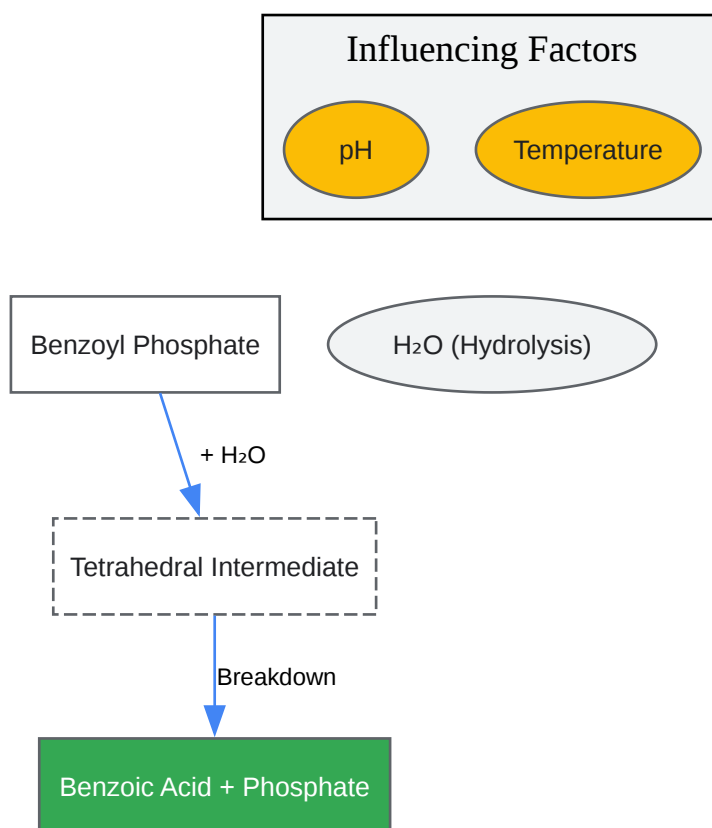 Influencing Factors
pH
Temperature
Benzoyl Phosphate
H₂O (Hydrolysis)
+ H₂O
Tetrahedral Intermediate
Breakdown
Benzoic Acid + Phosphate